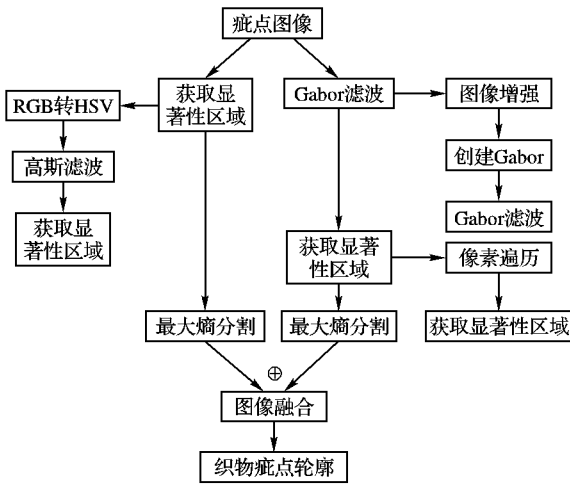 疵点图像
RGB转HSV
获取显
著性区域
Gabor滤波
图像增强
高斯滤波
创建Gabor
获取显
著性区域
Gabor滤波
获取显著
性区域
像素遍历
最大熵分割
最大熵分割
获取显著性区域
⊕
图像融合
织物疵点轮廓